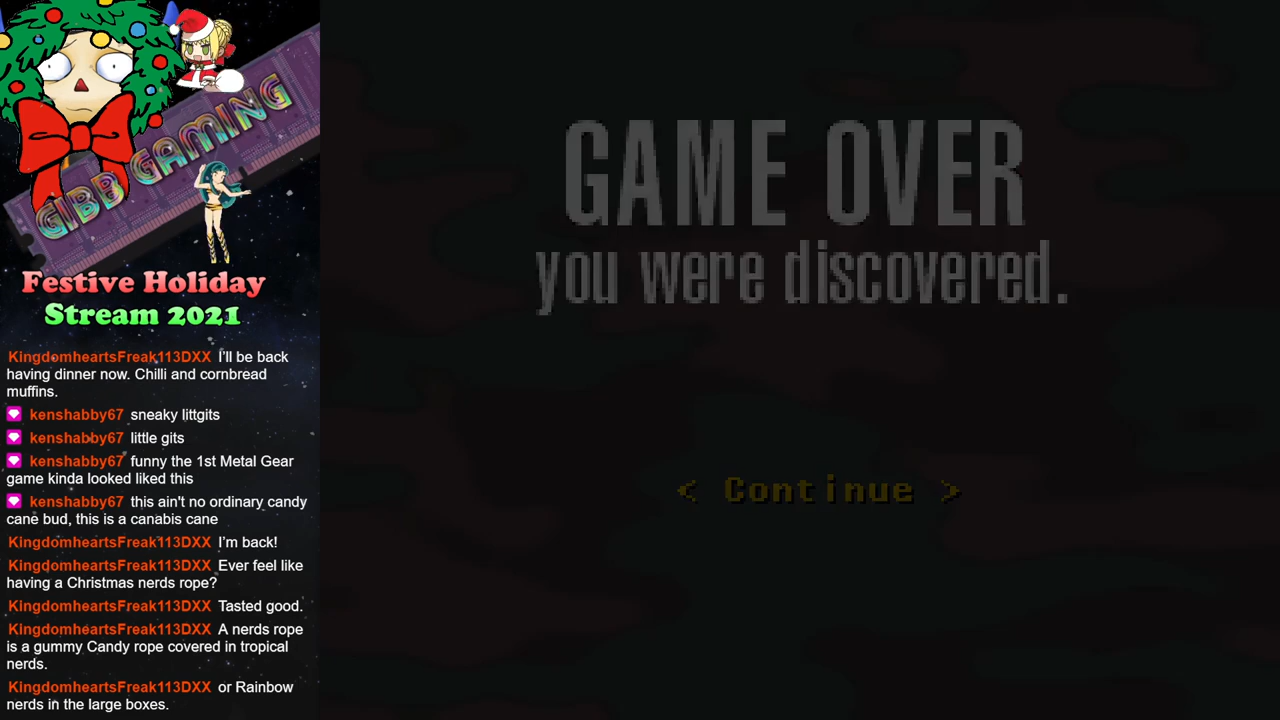 GIBB GAMING
Festive Holiday
Stream 2021
KingdomheartsFreak113DXX I'll be back
having dinner now. Chilli and cornbread
muffins.
kenshabby67 sneaky littgits
kenshabby67 little gits
kenshabby67 funny the 1st Metal Gear
game kinda looked liked this
kenshabby67 this ain't no ordinary candy
cane bud, this is a canabis cane
KingdomheartsFreak113DXX I'm back!
KingdomheartsFreak113DXX Ever feel like
having a Christmas nerds rope?
KingdomheartsFreak113DXX Tasted good.
KingdomheartsFreak113DXX A nerds rope
is a gummy Candy rope covered in tropical
nerds.
KingdomheartsFreak113DXX or Rainbow
nerds in the large boxes.
GAME OVER
you were discovered.
< Continue >